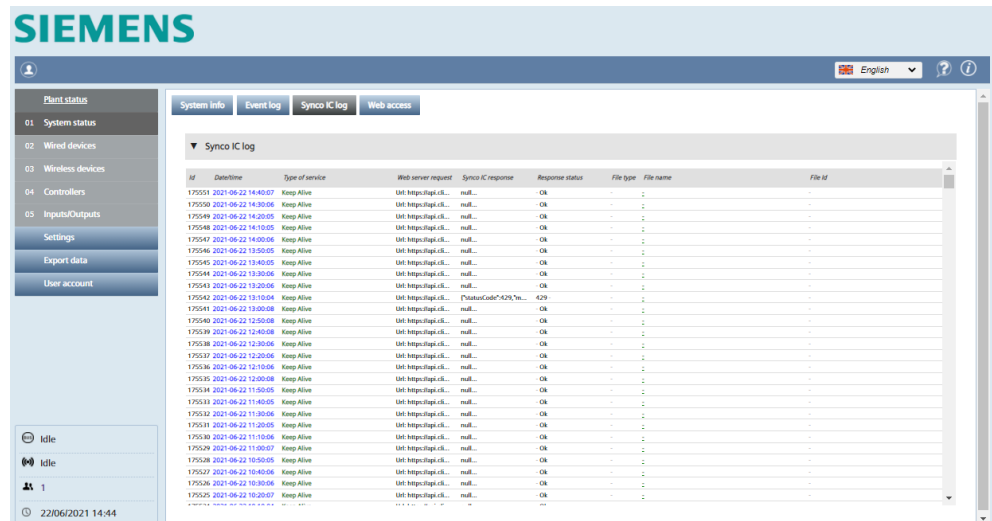 SIEMENS
English
Plant status
01 System status
02 Wired devices
03 Wireless devices
04 Controllers
05 Inputs/Outputs
Settings
Export data
User account
Idle
Idle
1
22/06/2021 14:44
System info Event log Synco IC log Web access
▼ Synco IC log
Id Date/time Type of service Web server request Synco IC response Response status File type File name File Id
175551 2021-06-22 14:40:07 Keep Alive Url: https://api.cli... null... - Ok - - -
175550 2021-06-22 14:30:06 Keep Alive Url: https://api.cli... null... - Ok - - -
175549 2021-06-22 14:20:05 Keep Alive Url: https://api.cli... null... - Ok - - -
175548 2021-06-22 14:10:05 Keep Alive Url: https://api.cli... null... - Ok - - -
175547 2021-06-22 14:00:06 Keep Alive Url: https://api.cli... null... - Ok - - -
175546 2021-06-22 13:50:05 Keep Alive Url: https://api.cli... null... - Ok - - -
175545 2021-06-22 13:40:05 Keep Alive Url: https://api.cli... null... - Ok - - -
175544 2021-06-22 13:30:06 Keep Alive Url: https://api.cli... null... - Ok - - -
175543 2021-06-22 13:20:06 Keep Alive Url: https://api.cli... null... - Ok - - -
175542 2021-06-22 13:10:04 Keep Alive Url: https://api.cli... {"statusCode":429,"m... 429 - - - -
175541 2021-06-22 13:00:08 Keep Alive Url: https://api.cli... null... - Ok - - -
175540 2021-06-22 12:50:08 Keep Alive Url: https://api.cli... null... - Ok - - -
175539 2021-06-22 12:40:08 Keep Alive Url: https://api.cli... null... - Ok - - -
175538 2021-06-22 12:30:06 Keep Alive Url: https://api.cli... null... - Ok - - -
175537 2021-06-22 12:20:06 Keep Alive Url: https://api.cli... null... - Ok - - -
175536 2021-06-22 12:10:06 Keep Alive Url: https://api.cli... null... - Ok - - -
175535 2021-06-22 12:00:08 Keep Alive Url: https://api.cli... null... - Ok - - -
175534 2021-06-22 11:50:05 Keep Alive Url: https://api.cli... null... - Ok - - -
175533 2021-06-22 11:40:05 Keep Alive Url: https://api.cli... null... - Ok - - -
175532 2021-06-22 11:30:06 Keep Alive Url: https://api.cli... null... - Ok - - -
175531 2021-06-22 11:20:05 Keep Alive Url: https://api.cli... null... - Ok - - -
175530 2021-06-22 11:10:06 Keep Alive Url: https://api.cli... null... - Ok - - -
175529 2021-06-22 11:00:07 Keep Alive Url: https://api.cli... null... - Ok - - -
175528 2021-06-22 10:50:05 Keep Alive Url: https://api.cli... null... - Ok - - -
175527 2021-06-22 10:40:06 Keep Alive Url: https://api.cli... null... - Ok - - -
175526 2021-06-22 10:30:06 Keep Alive Url: https://api.cli... null... - Ok - - -
175525 2021-06-22 10:20:07 Keep Alive Url: https://api.cli... null... - Ok - - -